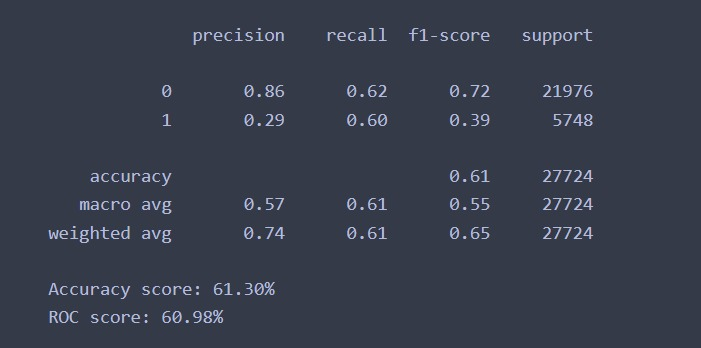 precision recall f1-score support
0 0.86 0.62 0.72 21976
1 0.29 0.60 0.39 5748
accuracy 0.61 27724
macro avg 0.57 0.61 0.55 27724
weighted avg 0.74 0.61 0.65 27724
Accuracy score: 61.30%
ROC score: 60.98%